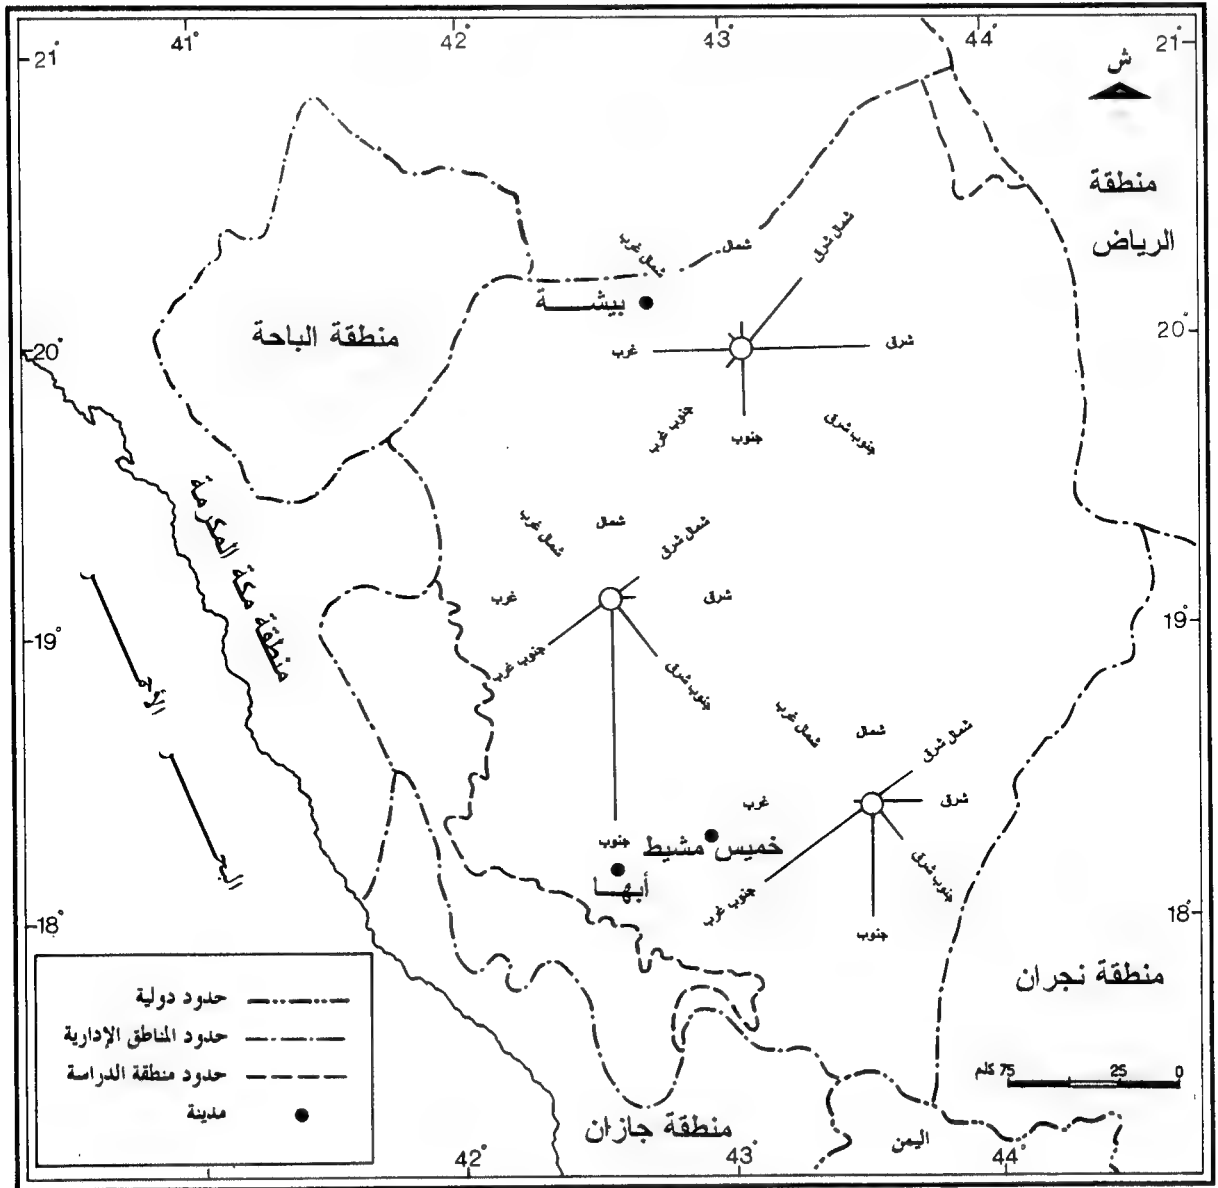 41°
42°
43°
44°
21°
21°
ش
منطقة
الرياض
شمال غرب
شمال
شمال شرق
بيشــــة
منطقة الباحة
20°
20°
غرب
شرق
جنوب غرب
جنوب
جنوب شرق
منطقة مكة المكرمة
شمال غرب
شمال
شمال شرق
غرب
شرق
19°
19°
جنوب غرب
جنوب شرق
جنوب
البحر
الأحمر
شمال غرب
شمال
شمال شرق
غرب
شرق
جنوب غرب
جنوب
جنوب شرق
خميس مشيط
أبهــا
18°
18°
منطقة نجران
حدود دولية
حدود المناطق الإدارية
حدود منطقة الدراسة
مدينة
75 كلم
25
0
منطقة جازان
اليمن
42°
43°
44°